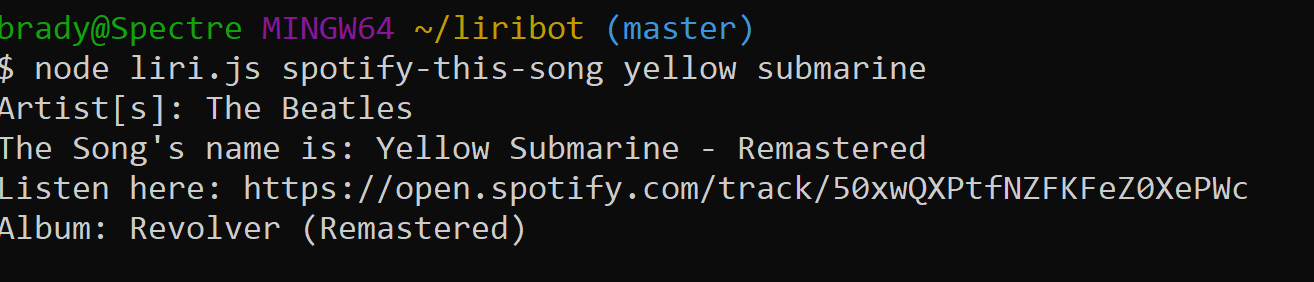 brady@Spectre MINGW64 ~/liribot (master)
$ node liri.js spotify-this-song yellow submarine
Artist[s]: The Beatles
The Song's name is: Yellow Submarine - Remastered
Listen here: https://open.spotify.com/track/50xwQXPtfNZFKFeZ0XePWc
Album: Revolver (Remastered)